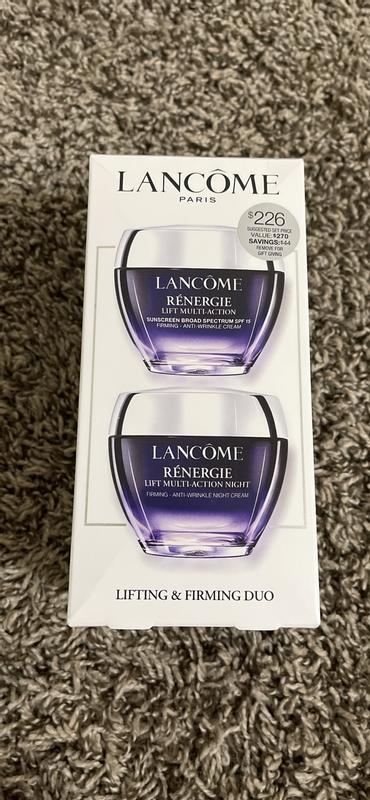 LANCÔME
PARIS
$226
SUGGESTED SET PRICE
VALUE: $270
SAVINGS: $44
REMOVE FOR
GIFT GIVING
LANCÔME
RÉNERGIE
LIFT MULTI-ACTION
SUNSCREEN BROAD SPECTRUM SPF 15
FIRMING - ANTI-WRINKLE CREAM
LANCÔME
RÉNERGIE
LIFT MULTI-ACTION NIGHT
FIRMING - ANTI-WRINKLE NIGHT CREAM
LIFTING & FIRMING DUO